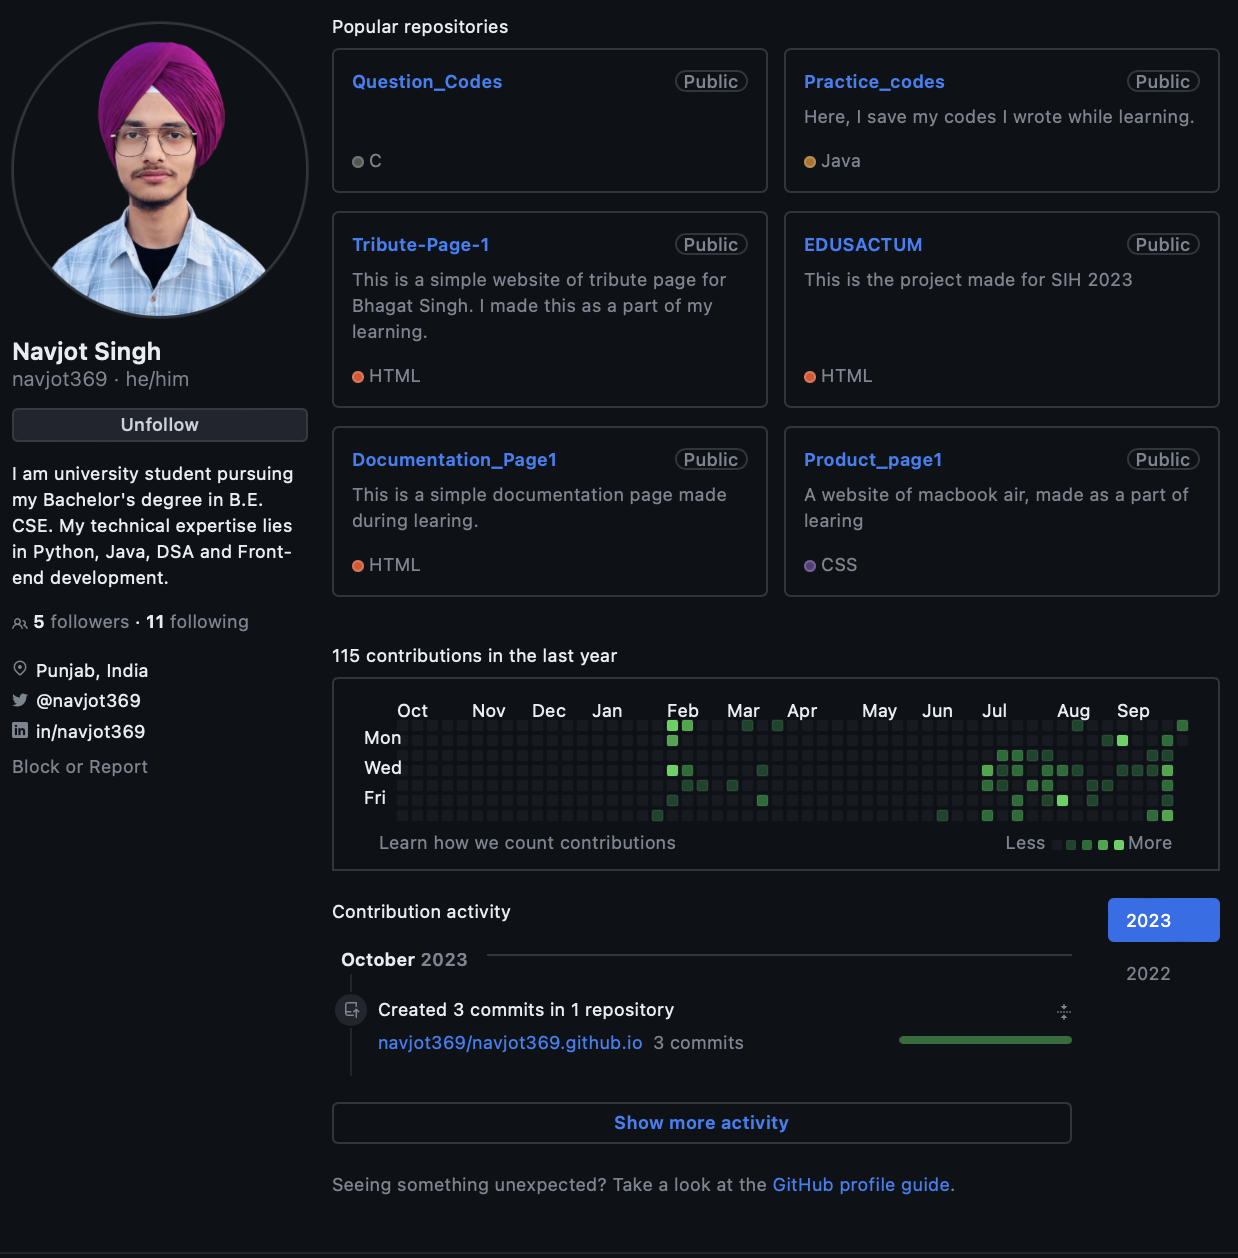 Navjot Singh
navjot369 · he/him
Unfollow
I am university student pursuing
my Bachelor's degree in B.E.
CSE. My technical expertise lies
in Python, Java, DSA and Front-
end development.
5 followers · 11 following
Punjab, India
@navjot369
in/navjot369
Block or Report
Popular repositories
Question_Codes Public
C
Practice_codes Public
Here, I save my codes I wrote while learning.
Java
Tribute-Page-1 Public
This is a simple website of tribute page for
Bhagat Singh. I made this as a part of my
learning.
HTML
EDUSACTUM Public
This is the project made for SIH 2023
HTML
Documentation_Page1 Public
This is a simple documentation page made
during learing.
HTML
Product_page1 Public
A website of macbook air, made as a part of
learing
CSS
115 contributions in the last year
Oct Nov Dec Jan Feb Mar Apr May Jun Jul Aug Sep
Mon
Wed
Fri
Learn how we count contributions Less More
Contribution activity
2023
2022
October 2023
Created 3 commits in 1 repository
navjot369/navjot369.github.io 3 commits
Show more activity
Seeing something unexpected? Take a look at the GitHub profile guide.